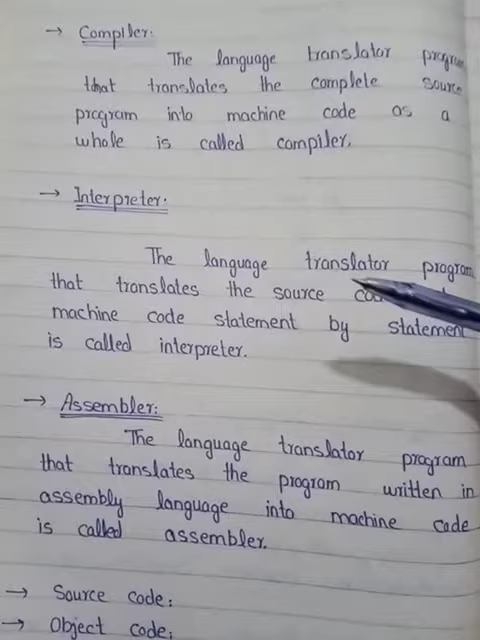 → Compiler:
The language translator program
that translates the complete source
program into machine code as a
whole is called compiler.
→ Interpreter:
The language translator program
that translates the source
machine code statement by statement
is called interpreter.
→ Assembler:
The language translator program
that translates the program written in
assembly language into machine code
is called assembler.
→ Source code:
→ Object code: